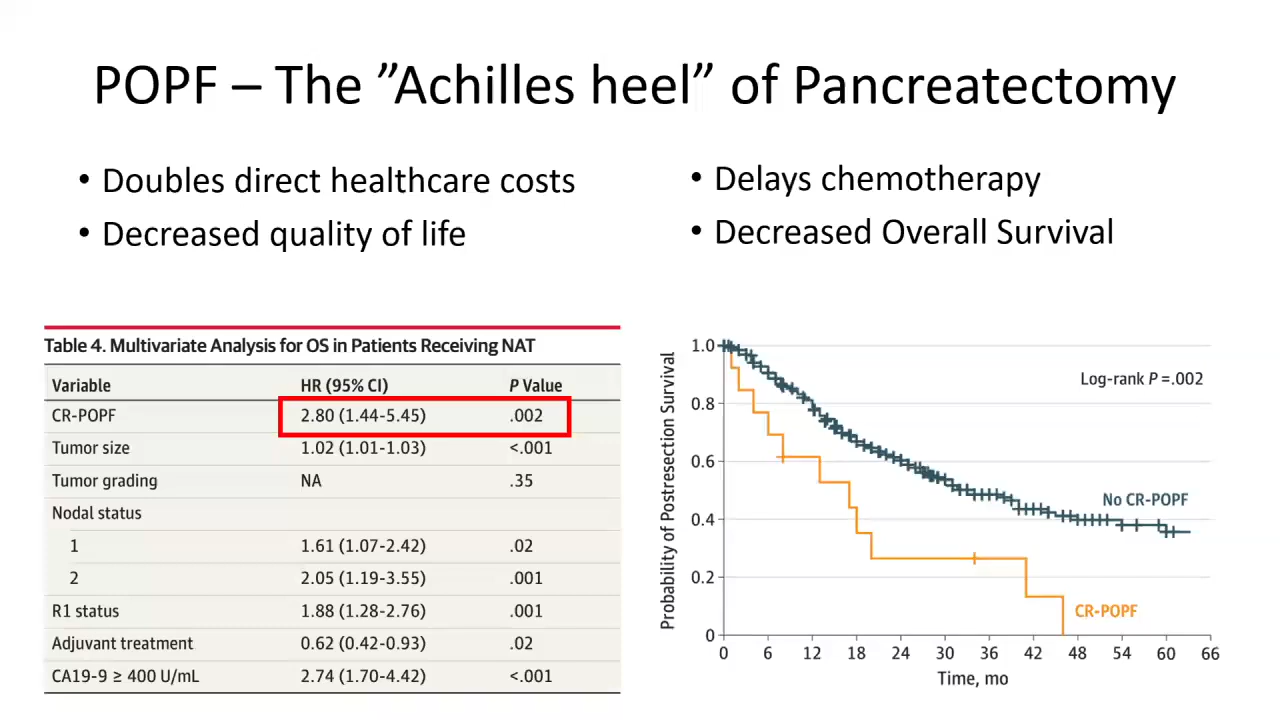 POPF – The ”Achilles heel” of Pancreatectomy
• Doubles direct healthcare costs
• Decreased quality of life
• Delays chemotherapy
• Decreased Overall Survival
Table 4. Multivariate Analysis for OS in Patients Receiving NAT
Variable HR (95% CI) P Value
CR-POPF 2.80 (1.44-5.45) .002
Tumor size 1.02 (1.01-1.03) <.001
Tumor grading NA .35
Nodal status
1 1.61 (1.07-2.42) .02
2 2.05 (1.19-3.55) .001
R1 status 1.88 (1.28-2.76) .001
Adjuvant treatment 0.62 (0.42-0.93) .02
CA19-9 ≥ 400 U/mL 2.74 (1.70-4.42) <.001
Probability of Postresection Survival
1.0
0.8
0.6
0.4
0.2
0
Log-rank P =.002
No CR-POPF
CR-POPF
0 6 12 18 24 30 36 42 48 54 60 66
Time, mo